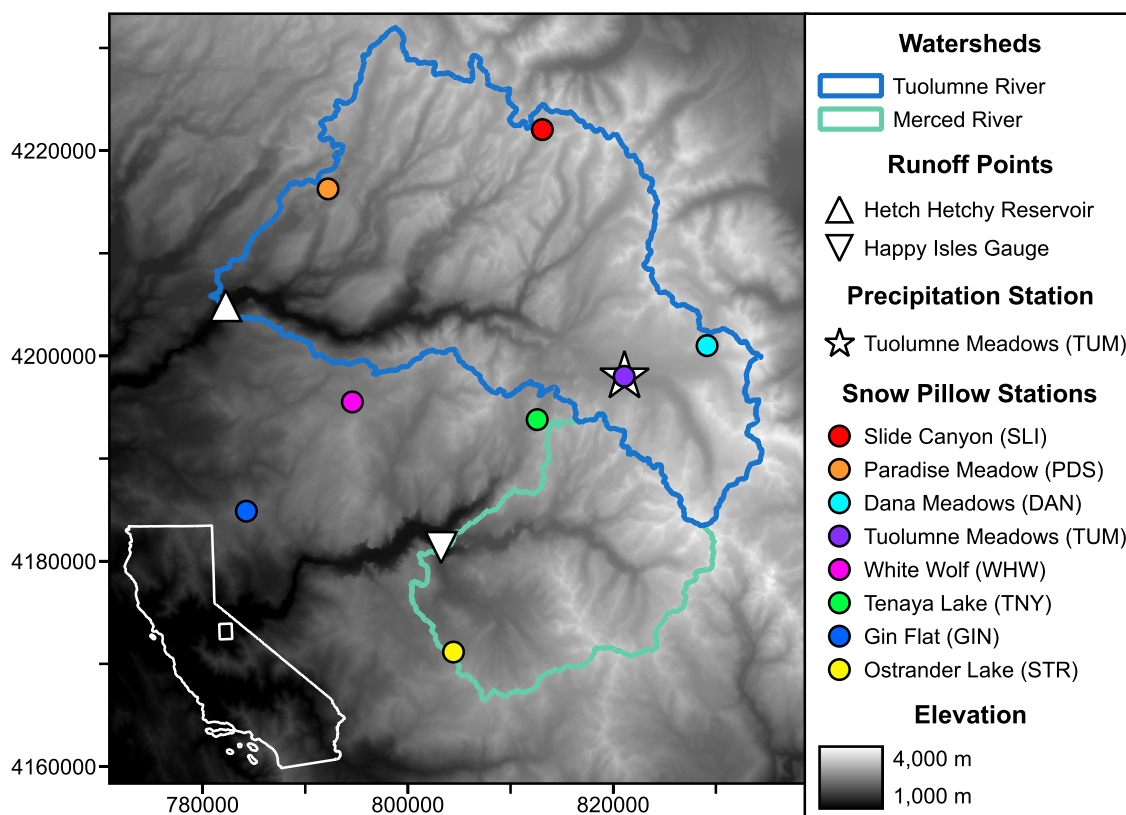 4220000
4200000
4180000
4160000
780000
800000
820000
Watersheds
Tuolumne River
Merced River
Runoff Points
Hetch Hetchy Reservoir
Happy Isles Gauge
Precipitation Station
Tuolumne Meadows (TUM)
Snow Pillow Stations
Slide Canyon (SLI)
Paradise Meadow (PDS)
Dana Meadows (DAN)
Tuolumne Meadows (TUM)
White Wolf (WHW)
Tenaya Lake (TNY)
Gin Flat (GIN)
Ostrander Lake (STR)
Elevation
4,000 m
1,000 m